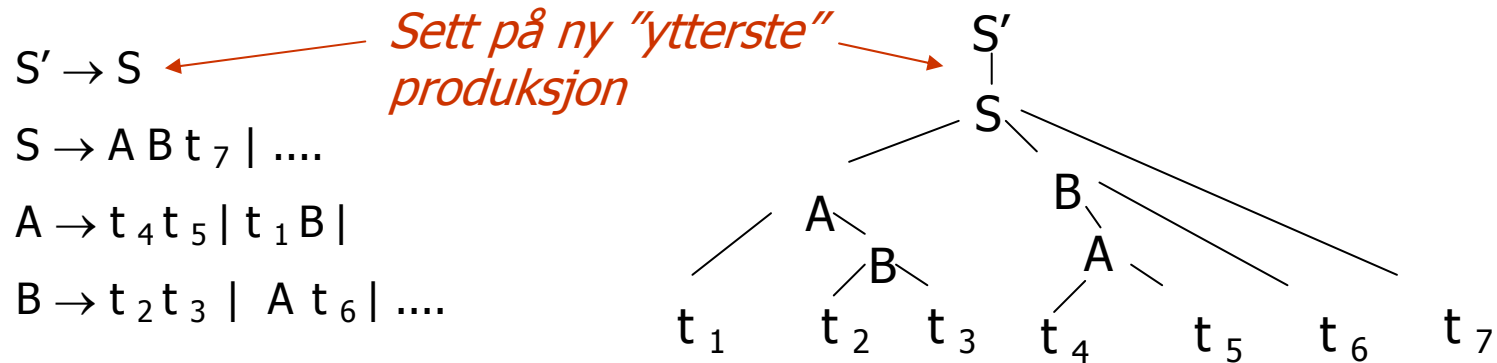 S′ → S
S → A B t 7 | ....
A → t 4 t 5 | t 1 B |
B → t 2 t 3 | A t 6 | ....
Sett på ny ”ytterste”
produksjon
S′
S
A B
B A
t 1 t 2 t 3 t 4 t 5 t 6 t 7